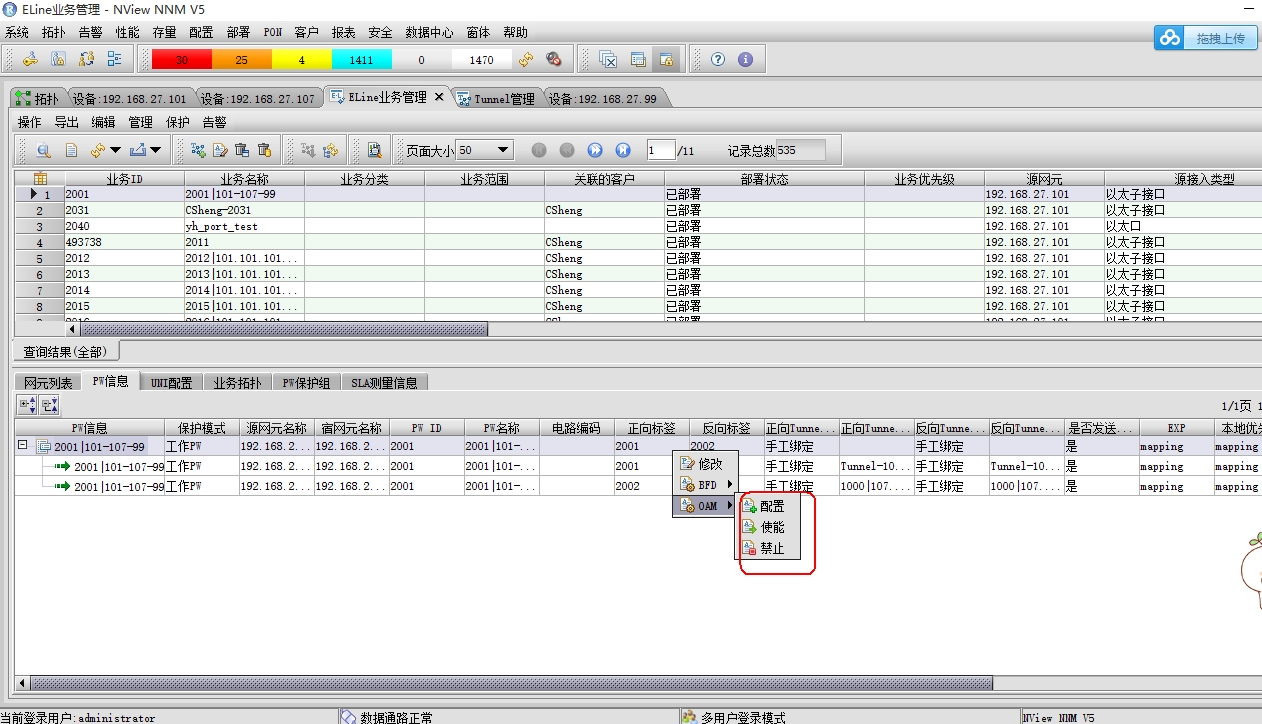 ELine业务管理 - NView NNM V5
系统 拓扑 告警 性能 存量 配置 部署 PON 客户 报表 安全 数据中心 窗体 帮助
拖拽上传
30 25 4 1411 0 1470
拓扑 设备:192.168.27.101 设备:192.168.27.107 ELine业务管理 Tunnel管理 设备:192.168.27.99
操作 导出 编辑 管理 保护 告警
页面大小 50 1 /11 记录总数 535
业务ID 业务名称 业务分类 业务范围 关联的客户 部署状态 业务优先级 源网元 源接入类型
1 2001 2001|101-107-99 已部署 192.168.27.101 以太子接口
2 2031 CSheng-2031 CSheng 已部署 192.168.27.101 以太子接口
3 2040 yh_port_test 已部署 192.168.27.101 以太口
4 493738 2011 CSheng 已部署 192.168.27.101 以太子接口
5 2012 2012|101.101.101... CSheng 已部署 192.168.27.101 以太子接口
6 2013 2013|101.101.101... CSheng 已部署 192.168.27.101 以太子接口
7 2014 2014|101.101.101... CSheng 已部署 192.168.27.101 以太子接口
8 2015 2015|101.101.101... CSheng 已部署 192.168.27.101 以太子接口
查询结果(全部)
网元列表 PW信息 UNI配置 业务拓扑 PW保护组 SLA测量信息
1/1页
PW信息 保护模式 源网元名称 宿网元名称 PW ID PW名称 电路编码 正向标签 反向标签 正向Tunne... 正向Tunne... 反向Tunne... 反向Tunne... 是否发送... EXP 本地优
2001|101-107-99 工作PW 192.168.2... 192.168.2... 2001 2001|101-... 2001 2002 手工绑定 手工绑定 是 mapping mapping
2001|101-107-99 工作PW 192.168.2... 192.168.2... 2001 2001|101-... 2001 手工绑定 Tunnel-10... 手工绑定 Tunnel-10... 是 mapping mapping
2001|101-107-99 工作PW 192.168.2... 192.168.2... 2001 2001|101-... 2002 手工绑定 1000|107.... 手工绑定 1000|107.... 是 mapping mapping
修改
BFD
OAM
配置
使能
禁止
当前登录用户:administrator 数据通路正常 多用户登录模式 NView NNM V5